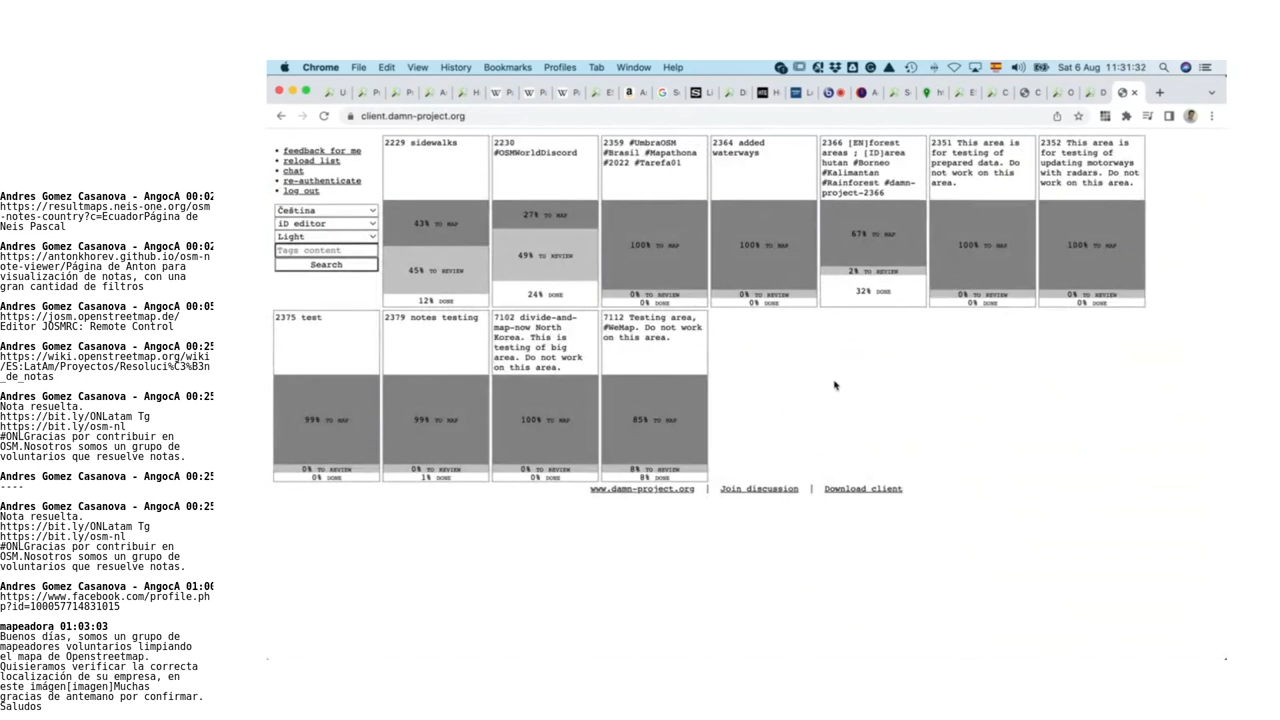 Andres Gomez Casanova - AngocA 00:02
https://resultmaps.neis-one.org/osm
-notes-country?c=EcuadorPágina de
Neis Pascal
Andres Gomez Casanova - AngocA 00:02
https://antonkhorev.github.io/osm-n
ote-viewer/Página de Anton para
visualización de notas, con una
gran cantidad de filtros
Andres Gomez Casanova - AngocA 00:05
https://josm.openstreetmap.de/
Editor JOSMRC: Remote Control
Andres Gomez Casanova - AngocA 00:25
https://wiki.openstreetmap.org/wiki
/ES:LatAm/Proyectos/Resoluci%C3%B3n
_de_notas
Andres Gomez Casanova - AngocA 00:25
Nota resuelta.
https://bit.ly/ONLatam Tg
https://bit.ly/osm-nl
#ONLGracias por contribuir en
OSM.Nosotros somos un grupo de
voluntarios que resuelve notas.
Andres Gomez Casanova - AngocA 00:25
----
Andres Gomez Casanova - AngocA 00:25
Nota resuelta.
https://bit.ly/ONLatam Tg
https://bit.ly/osm-nl
#ONLGracias por contribuir en
OSM.Nosotros somos un grupo de
voluntarios que resuelve notas.
Andres Gomez Casanova - AngocA 01:00
https://www.facebook.com/profile.ph
p?id=100057714831015
mapeadora 01:03:03
Buenos días, somos un grupo de
mapeadores voluntarios limpiando
el mapa de Openstreetmap.
Quisieramos verificar la correcta
localización de su empresa, en
este imágen[imagen]Muchas
gracias de antemano por confirmar.
Saludos
Chrome File Edit View History Bookmarks Profiles Tab Window Help Sat 6 Aug 11:31:32
client.damn-project.org
feedback for me
reload list
chat
re-authenticate
log out
Čeština
iD editor
Light
Tags content
Search
2229 sidewalks
43% TO MAP
45% TO REVIEW
12% DONE
2230
#OSMWorldDiscord
27% TO MAP
49% TO REVIEW
24% DONE
2359 #UmbraOSM
#Brasil #Mapathona
#2022 #Tarefa01
100% TO MAP
0% TO REVIEW
0% DONE
2364 added
waterways
100% TO MAP
0% TO REVIEW
0% DONE
2366 [EN]forest
areas ; [ID]area
hutan #Borneo
#Kalimantan
#Rainforest #damn-
project-2366
67% TO MAP
2% TO REVIEW
32% DONE
2351 This area is
for testing of
prepared data. Do
not work on this
area.
100% TO MAP
0% TO REVIEW
0% DONE
2352 This area is
for testing of
updating motorways
with radars. Do not
work on this area.
100% TO MAP
0% TO REVIEW
0% DONE
2375 test
99% TO MAP
0% TO REVIEW
0% DONE
2379 notes testing
99% TO MAP
0% TO REVIEW
1% DONE
7102 divide-and-
map-now North
Korea. This is
testing of big
area. Do not work
on this area.
100% TO MAP
0% TO REVIEW
0% DONE
7112 Testing area,
#WeMap. Do not work
on this area.
85% TO MAP
8% TO REVIEW
8% DONE
www.damn-project.org | Join discussion | Download client